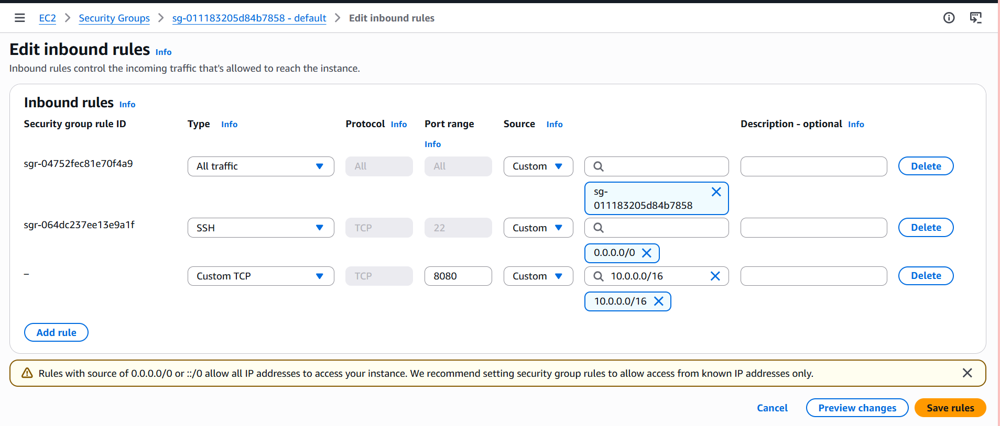 EC2 > Security Groups > sg-011183205d84b7858 - default > Edit inbound rules
Edit inbound rules Info
Inbound rules control the incoming traffic that's allowed to reach the instance.
Inbound rules Info
Security group rule ID Type Info Protocol Info Port range Info Source Info Description - optional Info
sgr-04752fec81e70f4a9 All traffic All All Custom Delete
sg-
011183205d84b7858
sgr-064dc237ee13e9a1f SSH TCP 22 Custom Delete
0.0.0.0/0
– Custom TCP TCP 8080 Custom 10.0.0.0/16 Delete
10.0.0.0/16
Add rule
Rules with source of 0.0.0.0/0 or ::/0 allow all IP addresses to access your instance. We recommend setting security group rules to allow access from known IP addresses only.
Cancel Preview changes Save rules